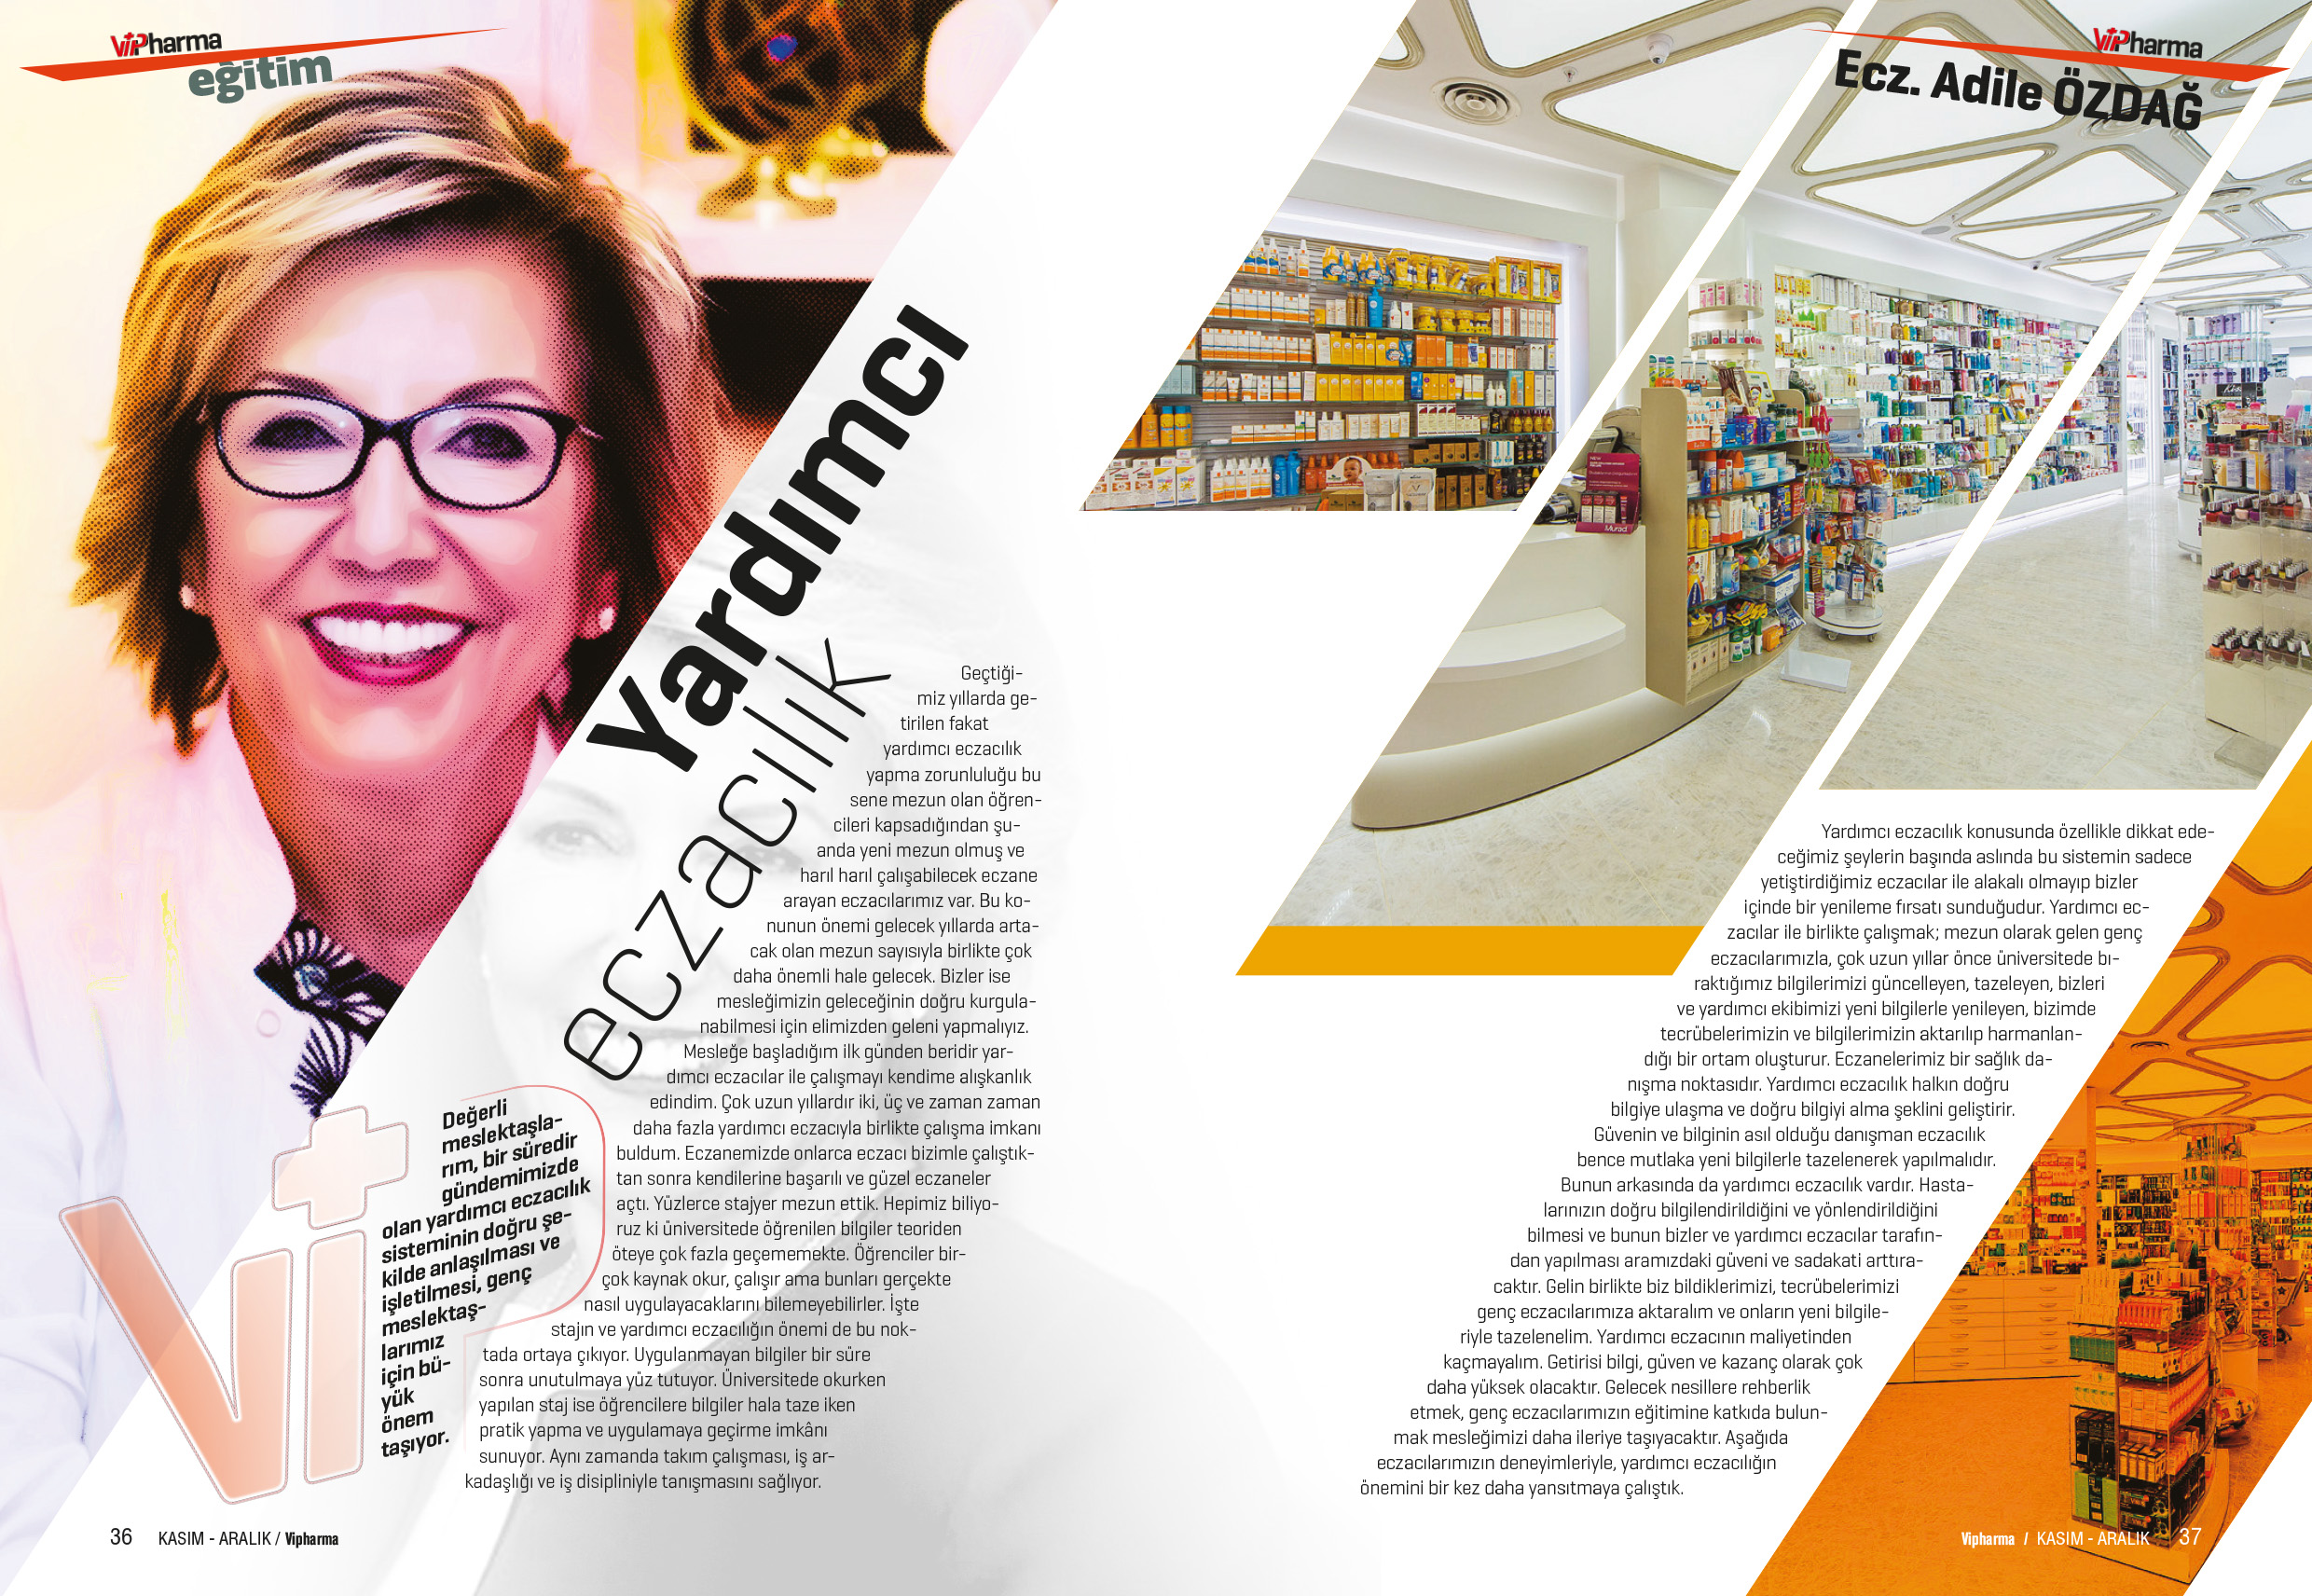 ViPharma
eğitim
ViPharma
Ecz. Adile ÖZDAĞ
Yardımcı
eczacılık
Vi
Değerli
meslektaşla-
rım, bir süredir
gündemimizde
olan yardımcı eczacılık
sisteminin doğru şe-
kilde anlaşılması ve
işletilmesi, genç
meslektaş-
larımız
için bü-
yük
önem
taşıyor.
Geçtiği-
miz yıllarda ge-
tirilen fakat
yardımcı eczacılık
yapma zorunluluğu bu
sene mezun olan öğren-
cileri kapsadığından şu-
anda yeni mezun olmuş ve
harıl harıl çalışabilecek eczane
arayan eczacılarımız var. Bu ko-
nunun önemi gelecek yıllarda arta-
cak olan mezun sayısıyla birlikte çok
daha önemli hale gelecek. Bizler ise
mesleğimizin geleceğinin doğru kurgula-
nabilmesi için elimizden geleni yapmalıyız.
Mesleğe başladığım ilk günden beridir yar-
dımcı eczacılar ile çalışmayı kendime alışkanlık
edindim. Çok uzun yıllardır iki, üç ve zaman zaman
daha fazla yardımcı eczacıyla birlikte çalışma imkanı
buldum. Eczanemizde onlarca eczacı bizimle çalıştık-
tan sonra kendilerine başarılı ve güzel eczaneler
açtı. Yüzlerce stajyer mezun ettik. Hepimiz biliyo-
ruz ki üniversitede öğrenilen bilgiler teoriden
öteye çok fazla geçememekte. Öğrenciler bir-
çok kaynak okur, çalışır ama bunları gerçekte
nasıl uygulayacaklarını bilemeyebilirler. İşte
stajın ve yardımcı eczacılığın önemi de bu nok-
tada ortaya çıkıyor. Uygulanmayan bilgiler bir süre
sonra unutulmaya yüz tutuyor. Üniversitede okurken
yapılan staj ise öğrencilere bilgiler hala taze iken
pratik yapma ve uygulamaya geçirme imkânı
sunuyor. Aynı zamanda takım çalışması, iş ar-
kadaşlığı ve iş disipliniyle tanışmasını sağlıyor.
36 KASIM - ARALIK / Vipharma
Murad
Yardımcı eczacılık konusunda özellikle dikkat ede-
ceğimiz şeylerin başında aslında bu sistemin sadece
yetiştirdiğimiz eczacılar ile alakalı olmayıp bizler
içinde bir yenileme fırsatı sunduğudur. Yardımcı ec-
zacılar ile birlikte çalışmak; mezun olarak gelen genç
eczacılarımızla, çok uzun yıllar önce üniversitede bı-
raktığımız bilgilerimizi güncelleyen, tazeleyen, bizleri
ve yardımcı ekibimizi yeni bilgilerle yenileyen, bizimde
tecrübelerimizin ve bilgilerimizin aktarılıp harmanlan-
dığı bir ortam oluşturur. Eczanelerimiz bir sağlık da-
nışma noktasıdır. Yardımcı eczacılık halkın doğru
bilgiye ulaşma ve doğru bilgiyi alma şeklini geliştirir.
Güvenin ve bilginin asıl olduğu danışman eczacılık
bence mutlaka yeni bilgilerle tazelenerek yapılmalıdır.
Bunun arkasında da yardımcı eczacılık vardır. Hasta-
larınızın doğru bilgilendirildiğini ve yönlendirildiğini
bilmesi ve bunun bizler ve yardımcı eczacılar tarafın-
dan yapılması aramızdaki güveni ve sadakati arttıra-
caktır. Gelin birlikte biz bildiklerimizi, tecrübelerimizi
genç eczacılarımıza aktaralım ve onların yeni bilgile-
riyle tazelenelim. Yardımcı eczacının maliyetinden
kaçmayalım. Getirisi bilgi, güven ve kazanç olarak çok
daha yüksek olacaktır. Gelecek nesillere rehberlik
etmek, genç eczacılarımızın eğitimine katkıda bulun-
mak mesleğimizi daha ileriye taşıyacaktır. Aşağıda
eczacılarımızın deneyimleriyle, yardımcı eczacılığın
önemini bir kez daha yansıtmaya çalıştık.
Vipharma / KASIM - ARALIK 37